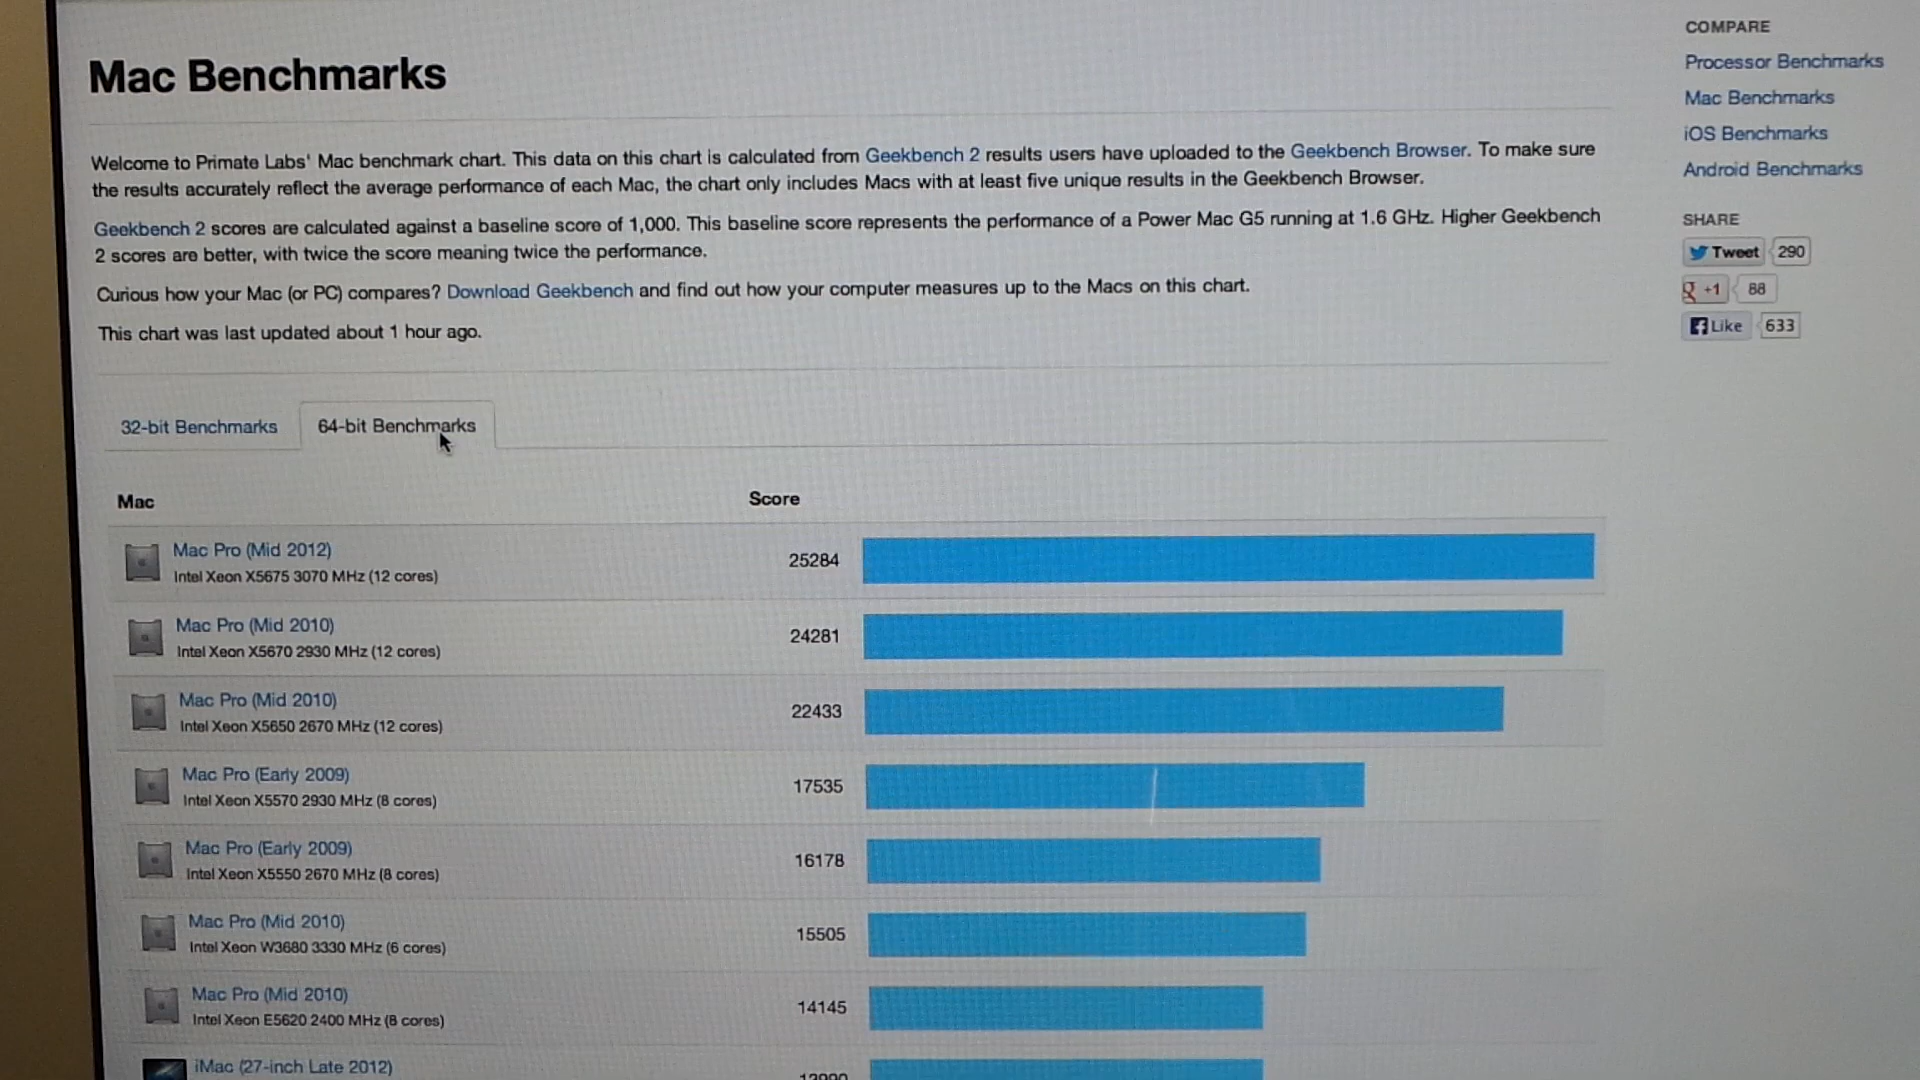 Mac Benchmarks
Welcome to Primate Labs' Mac benchmark chart. This data on this chart is calculated from Geekbench 2 results users have uploaded to the Geekbench Browser. To make sure
the results accurately reflect the average performance of each Mac, the chart only includes Macs with at least five unique results in the Geekbench Browser.
Geekbench 2 scores are calculated against a baseline score of 1,000. This baseline score represents the performance of a Power Mac G5 running at 1.6 GHz. Higher Geekbench
2 scores are better, with twice the score meaning twice the performance.
Curious how your Mac (or PC) compares? Download Geekbench and find out how your computer measures up to the Macs on this chart.
This chart was last updated about 1 hour ago.
32-bit Benchmarks 64-bit Benchmarks
Mac Score
Mac Pro (Mid 2012)
Intel Xeon X5675 3070 MHz (12 cores) 25284
Mac Pro (Mid 2010)
Intel Xeon X5670 2930 MHz (12 cores) 24281
Mac Pro (Mid 2010)
Intel Xeon X5650 2670 MHz (12 cores) 22433
Mac Pro (Early 2009)
Intel Xeon X5570 2930 MHz (8 cores) 17535
Mac Pro (Early 2009)
Intel Xeon X5550 2670 MHz (8 cores) 16178
Mac Pro (Mid 2010)
Intel Xeon W3680 3330 MHz (6 cores) 15505
Mac Pro (Mid 2010)
Intel Xeon E5620 2400 MHz (8 cores) 14145
iMac (27-inch Late 2012)
COMPARE
Processor Benchmarks
Mac Benchmarks
iOS Benchmarks
Android Benchmarks
SHARE
Tweet 290
+1 88
Like 633